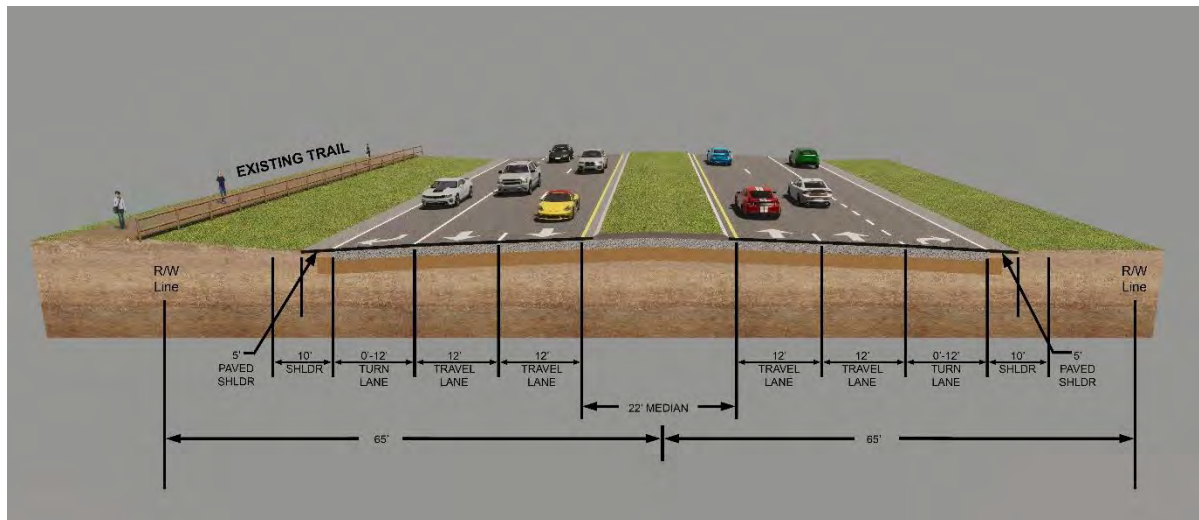 EXISTING TRAIL
R/W
Line
R/W
Line
5'
PAVED
SHLDR
10'
SHLDR
0'-12'
TURN
LANE
12'
TRAVEL
LANE
12'
TRAVEL
LANE
12'
TRAVEL
LANE
12'
TRAVEL
LANE
0'-12'
TURN
LANE
10'
SHLDR
5'
PAVED
SHLDR
22' MEDIAN
65'
65'